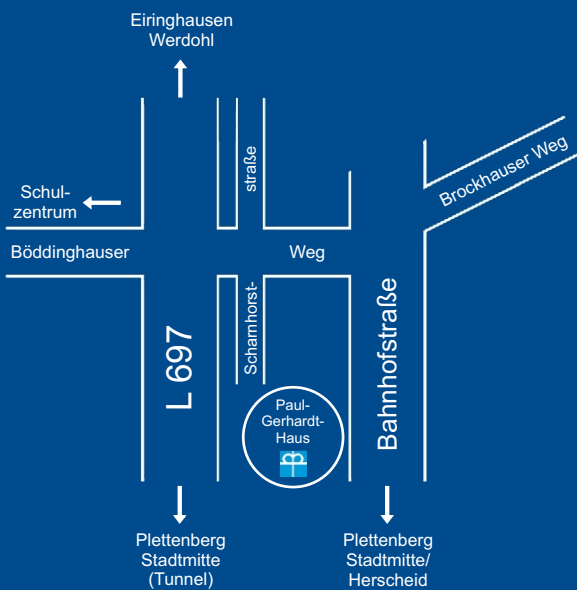 Eiringhausen
Werdohl
straße
Brockhauser Weg
Schul-
zentrum
Böddinghauser
Weg
Scharnhorst-
L 697
Bahnhofstraße
Paul-
Gerhardt-
Haus
Plettenberg
Stadtmitte
(Tunnel)
Plettenberg
Stadtmitte/
Herscheid